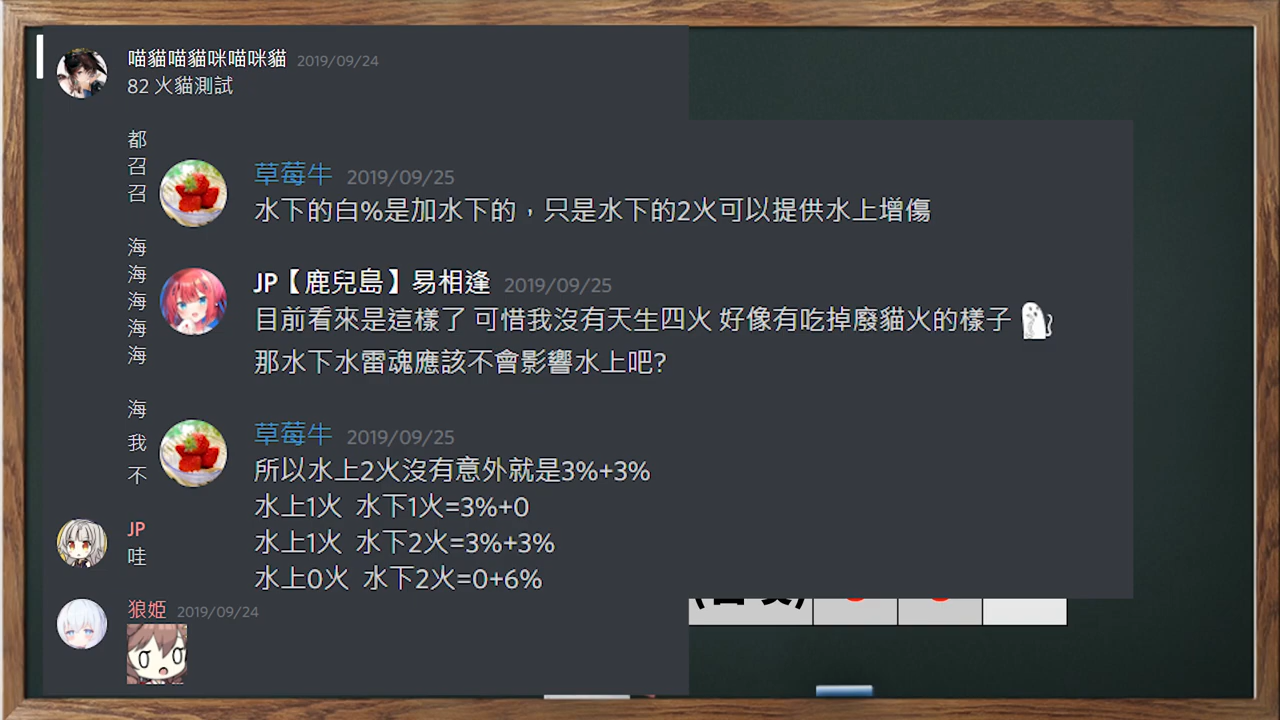 喵貓喵貓咪喵咪貓 2019/09/24
82 火貓測試
都
召
召
草莓牛 2019/09/25
水下的白%是加水下的，只是水下的2火可以提供水上增傷
海
海
海
海
海
JP【鹿兒島】易相逢 2019/09/25
目前看來是這樣了 可惜我沒有天生四火 好像有吃掉廢貓火的樣子
那水下水雷魂應該不會影響水上吧?
海
我
不
草莓牛 2019/09/25
所以水上2火沒有意外就是3%+3%
水上1火 水下1火=3%+0
水上1火 水下2火=3%+3%
水上0火 水下2火=0+6%
JP
哇
狼姫 2019/09/24